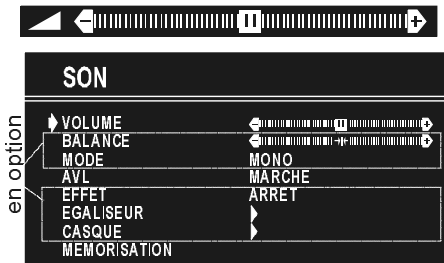 SON
VOLUME
BALANCE
MODE MONO
AVL MARCHE
EFFET ARRET
EGALISEUR
CASQUE
MEMORISATION
en option